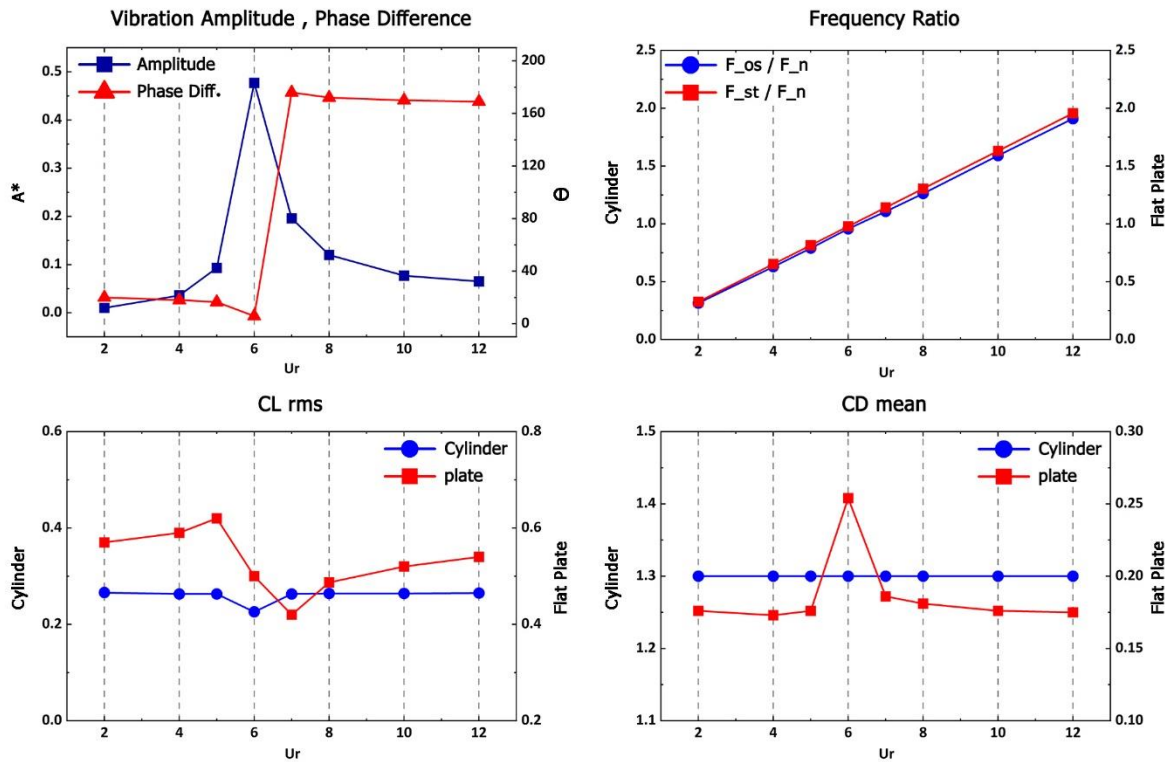 Vibration Amplitude , Phase Difference
Amplitude
Phase Diff.
0.5
0.4
0.3
0.2
0.1
0.0
A*
200
160
120
80
40
0
Θ
2 4 6 8 10 12
Ur
Frequency Ratio
F_os / F_n
F_st / F_n
2.5
2.0
1.5
1.0
0.5
0.0
Cylinder
2.5
2.0
1.5
1.0
0.5
0.0
Flat Plate
2 4 6 8 10 12
Ur
CL rms
Cylinder
plate
0.6
0.4
0.2
0.0
Cylinder
0.8
0.6
0.4
0.2
Flat Plate
2 4 6 8 10 12
Ur
CD mean
Cylinder
plate
1.5
1.4
1.3
1.2
1.1
Cylinder
0.30
0.25
0.20
0.15
0.10
Flat Plate
2 4 6 8 10 12
Ur